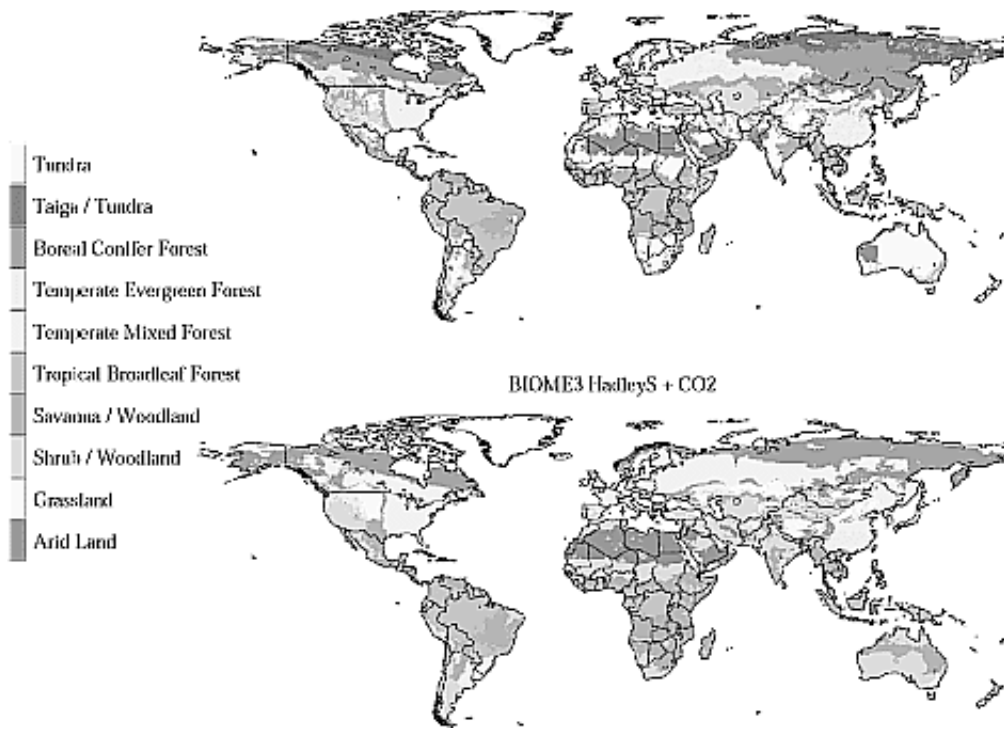 Tundra
Taiga / Tundra
Boreal Conifer Forest
Temperate Evergreen Forest
Temperate Mixed Forest
Tropical Broadleaf Forest
Savanna / Woodland
Shrub / Woodland
Grassland
Arid Land
BIOME3 HadleyS + CO2